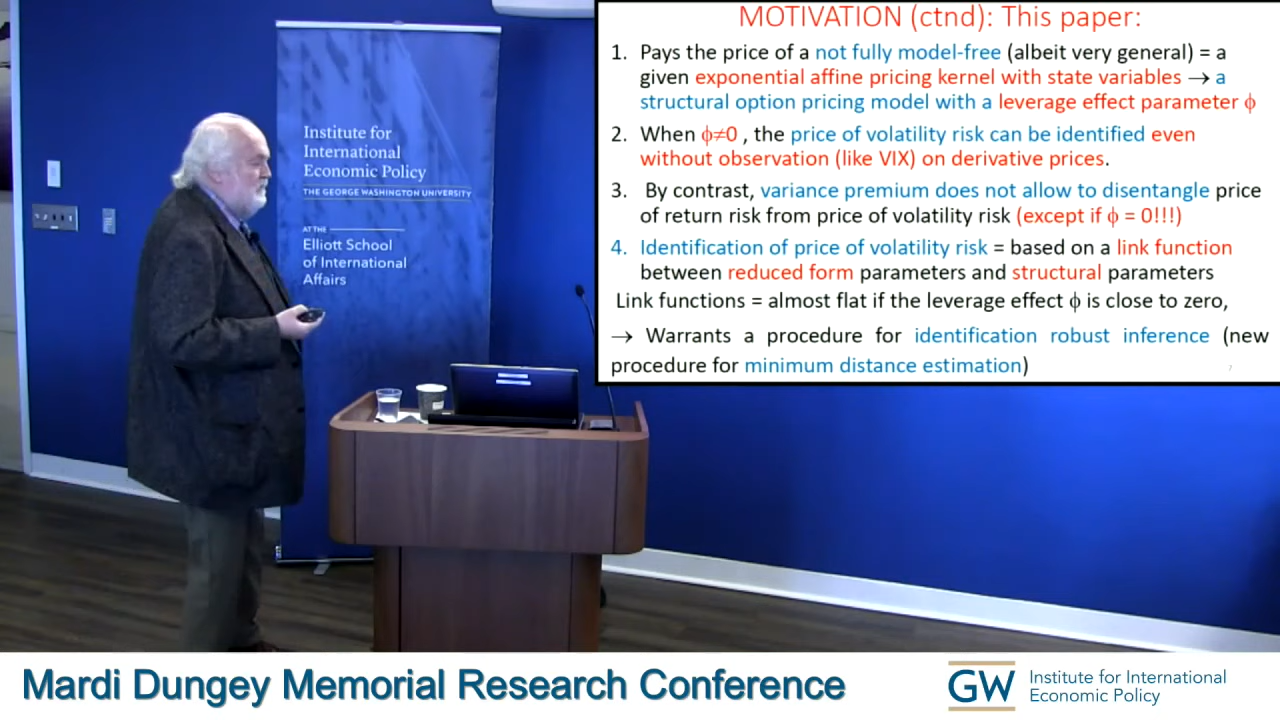 MOTIVATION (ctnd): This paper:
1. Pays the price of a not fully model-free (albeit very general) = a
given exponential affine pricing kernel with state variables → a
structural option pricing model with a leverage effect parameter ϕ
2. When ϕ≠0 , the price of volatility risk can be identified even
without observation (like VIX) on derivative prices.
3. By contrast, variance premium does not allow to disentangle price
of return risk from price of volatility risk (except if ϕ = 0!!!)
4. Identification of price of volatility risk = based on a link function
between reduced form parameters and structural parameters
Link functions = almost flat if the leverage effect ϕ is close to zero,
→ Warrants a procedure for identification robust inference (new
procedure for minimum distance estimation)
7
Institute for
International
Economic Policy
THE GEORGE WASHINGTON UNIVERSITY
AT THE
Elliott School
of International
Affairs
Mardi Dungey Memorial Research Conference
GW
Institute for International
Economic Policy